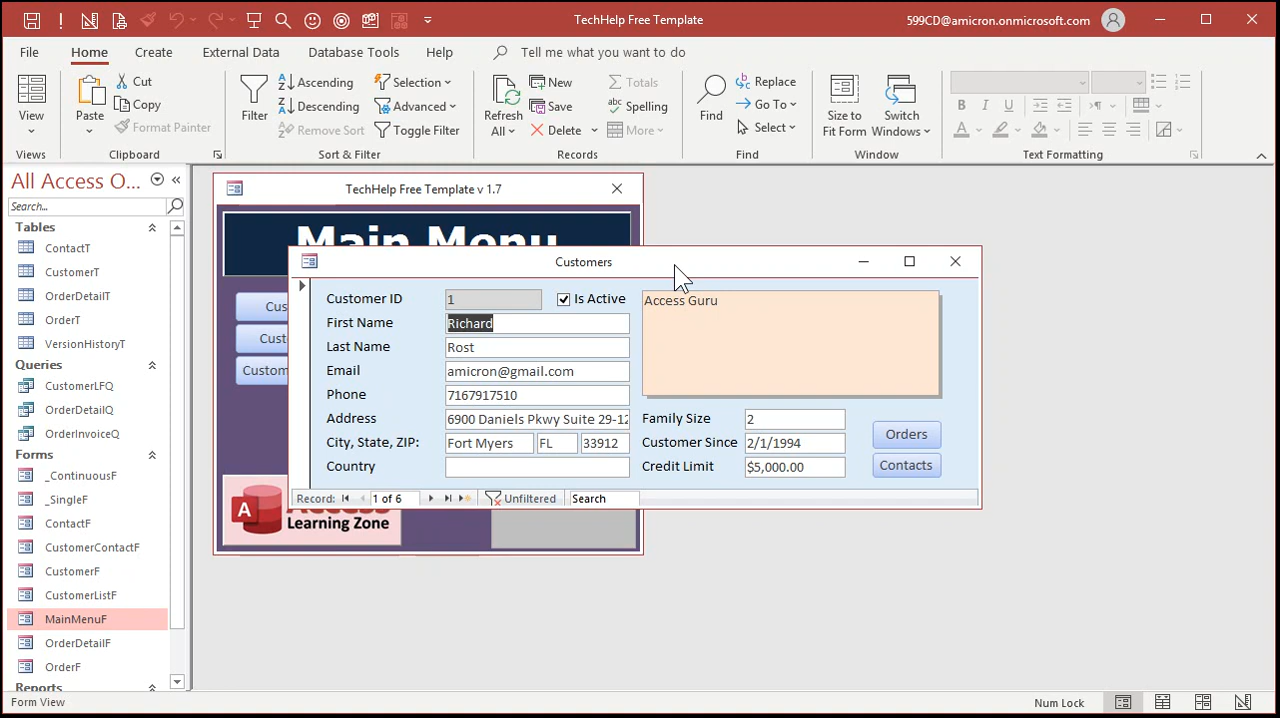 TechHelp Free Template
599CD@amicron.onmicrosoft.com
File Home Create External Data Database Tools Help Tell me what you want to do
View
Views
Paste
Cut
Copy
Format Painter
Clipboard
Filter
Ascending
Descending
Remove Sort
Selection
Advanced
Toggle Filter
Sort & Filter
Refresh All
New
Save
Delete
Totals
Spelling
More
Records
Find
Replace
Go To
Select
Find
Size to Fit Form
Switch Windows
Window
B I U
A
Text Formatting
All Access O...
Search...
Tables
ContactT
CustomerT
OrderDetailT
OrderT
VersionHistoryT
Queries
CustomerLFQ
OrderDetailQ
OrderInvoiceQ
Forms
_ContinuousF
_SingleF
ContactF
CustomerContactF
CustomerF
CustomerListF
MainMenuF
OrderDetailF
OrderF
Reports
TechHelp Free Template v 1.7
Main Menu
Cus
Cust
Custom
A
Learning Zone
Customers
Customer ID 1 Is Active
First Name Richard
Last Name Rost
Email amicron@gmail.com
Phone 7167917510
Address 6900 Daniels Pkwy Suite 29-12
City, State, ZIP: Fort Myers FL 33912
Country
Access Guru
Family Size 2
Customer Since 2/1/1994
Credit Limit $5,000.00
Orders
Contacts
Record: 1 of 6 Unfiltered Search
Form View
Num Lock